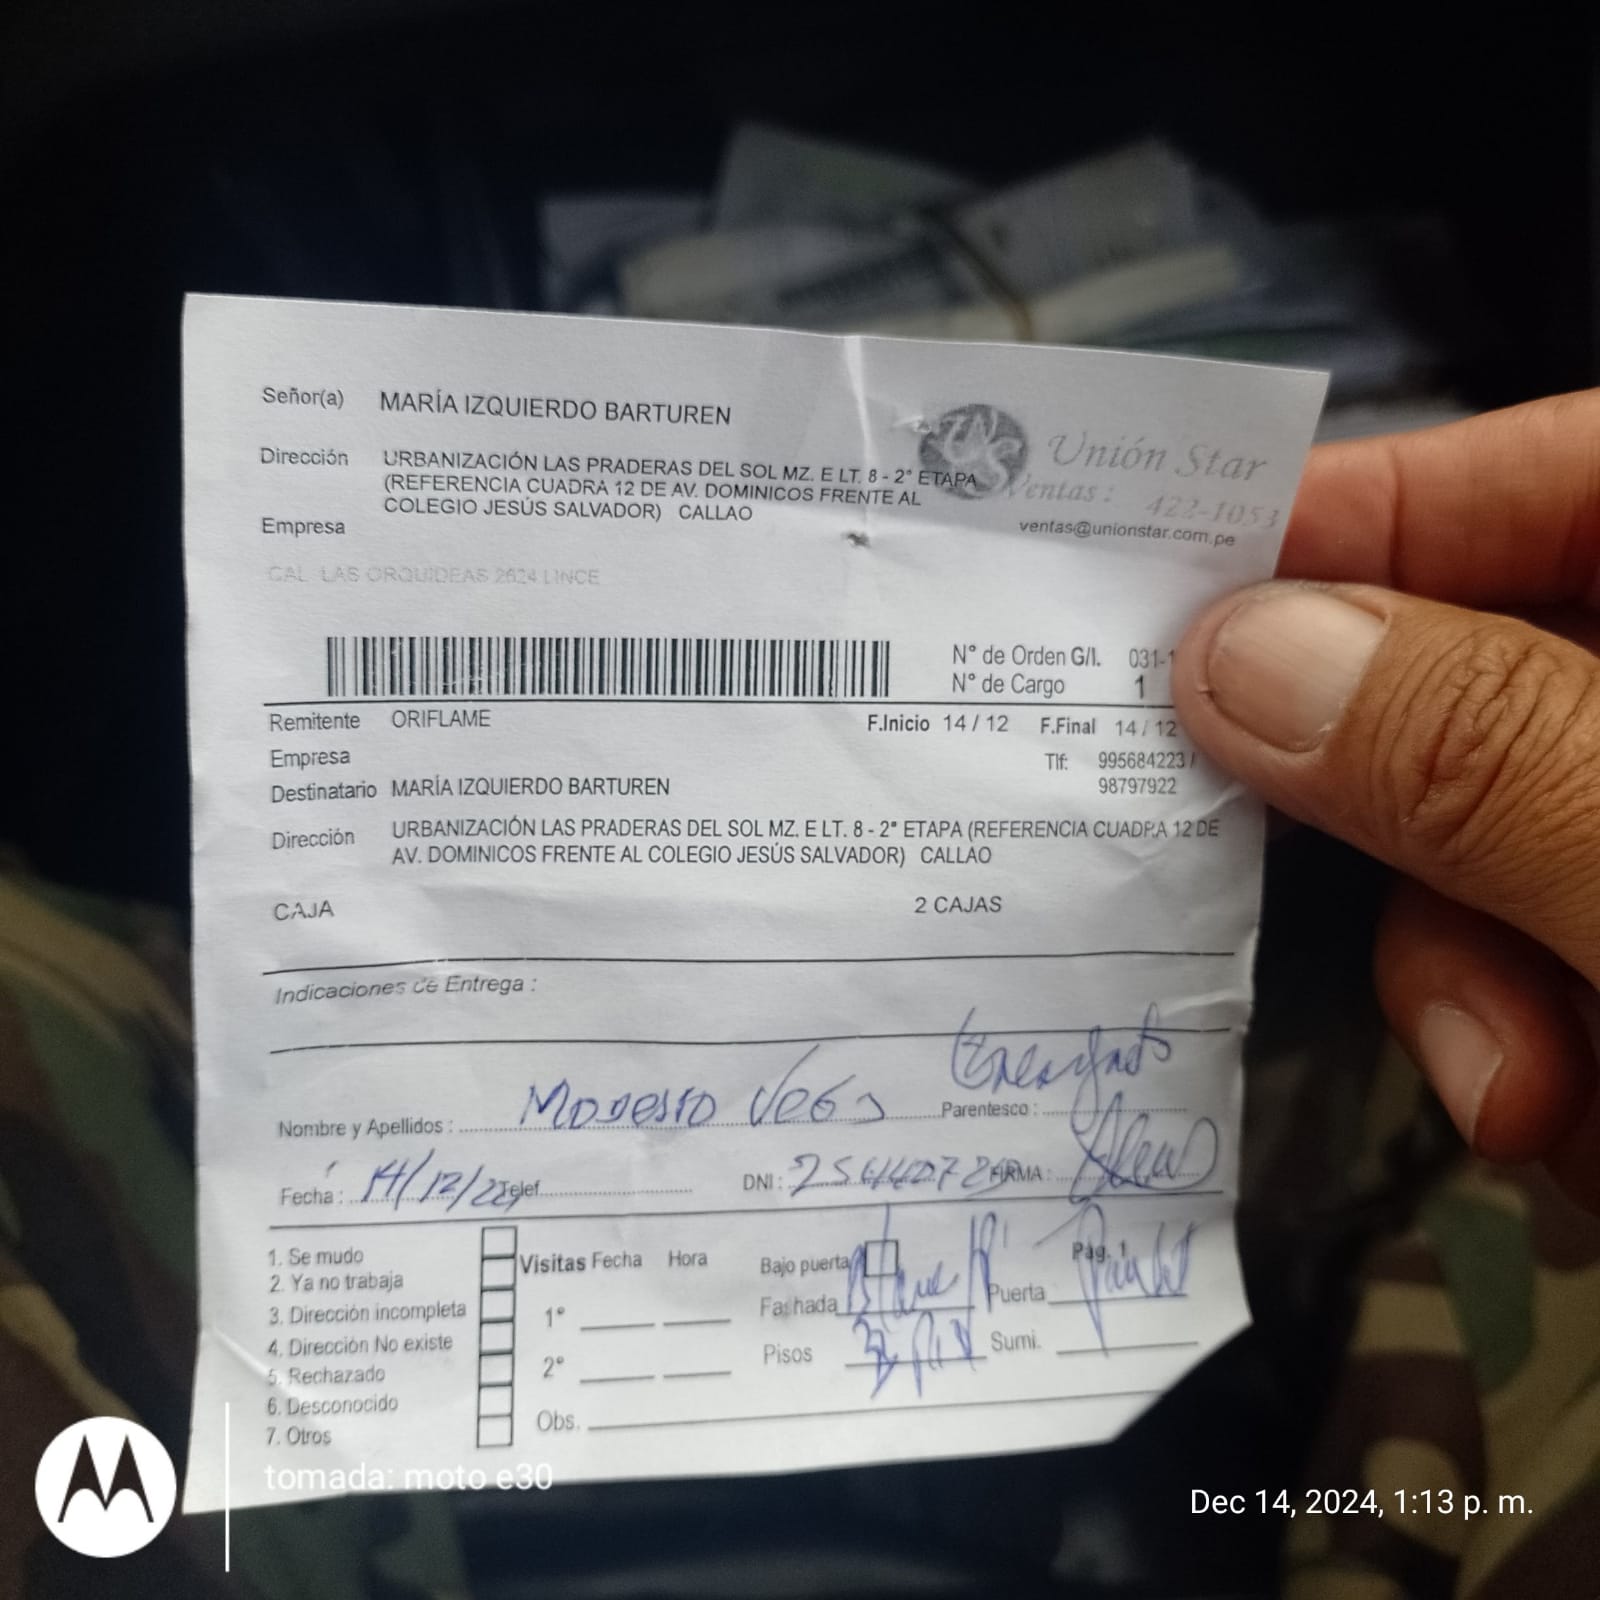 Señor(a) MARÍA IZQUIERDO BARTUREN
Dirección URBANIZACIÓN LAS PRADERAS DEL SOL MZ. E LT. 8 - 2° ETAPA
(REFERENCIA CUADRA 12 DE AV. DOMINICOS FRENTE AL
COLEGIO JESÚS SALVADOR) CALLAO
Empresa
Unión Star
Ventas: 422-1053
ventas@unionstar.com.pe
CAL LAS ORQUIDEAS 2624 LINCE
N° de Orden G/I. 031-1
N° de Cargo 1
Remitente ORIFLAME F.Inicio 14 / 12 F.Final 14 / 12
Empresa Tlf: 995684223 /
98797922
Destinatario MARÍA IZQUIERDO BARTUREN
Dirección URBANIZACIÓN LAS PRADERAS DEL SOL MZ. E LT. 8 - 2° ETAPA (REFERENCIA CUADRA 12 DE
AV. DOMINICOS FRENTE AL COLEGIO JESÚS SALVADOR) CALLAO
CAJA 2 CAJAS
Indicaciones de Entrega :
Nombre y Apellidos : Modesto Vega Parentesco :
Fecha : 14/12/ Telef. DNI : FIRMA :
Pág. 1
1. Se mudo
2. Ya no trabaja
3. Dirección incompleta
4. Dirección No existe
5. Rechazado
6. Desconocido
7. Otros
Visitas Fecha Hora
1°
2°
Obs.
Bajo puerta
Fachada Puerta
Pisos Sumi.
tomada: moto e30
Dec 14, 2024, 1:13 p. m.